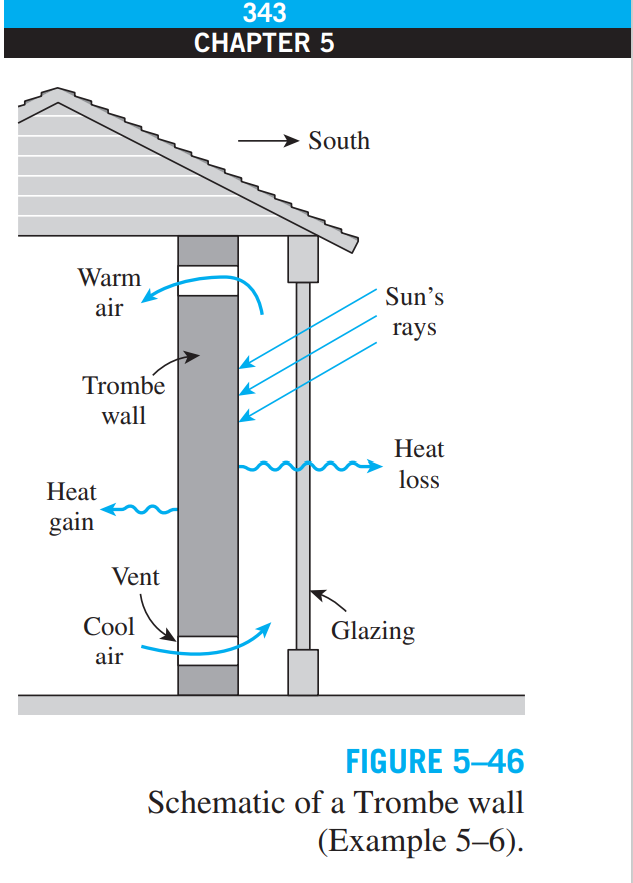 343
CHAPTER 5
South
Warm
air
Sun's
rays
Trombe
wall
Heat
loss
Heat
gain
Vent
Cool
air
Glazing
FIGURE 5–46
Schematic of a Trombe wall
(Example 5–6).